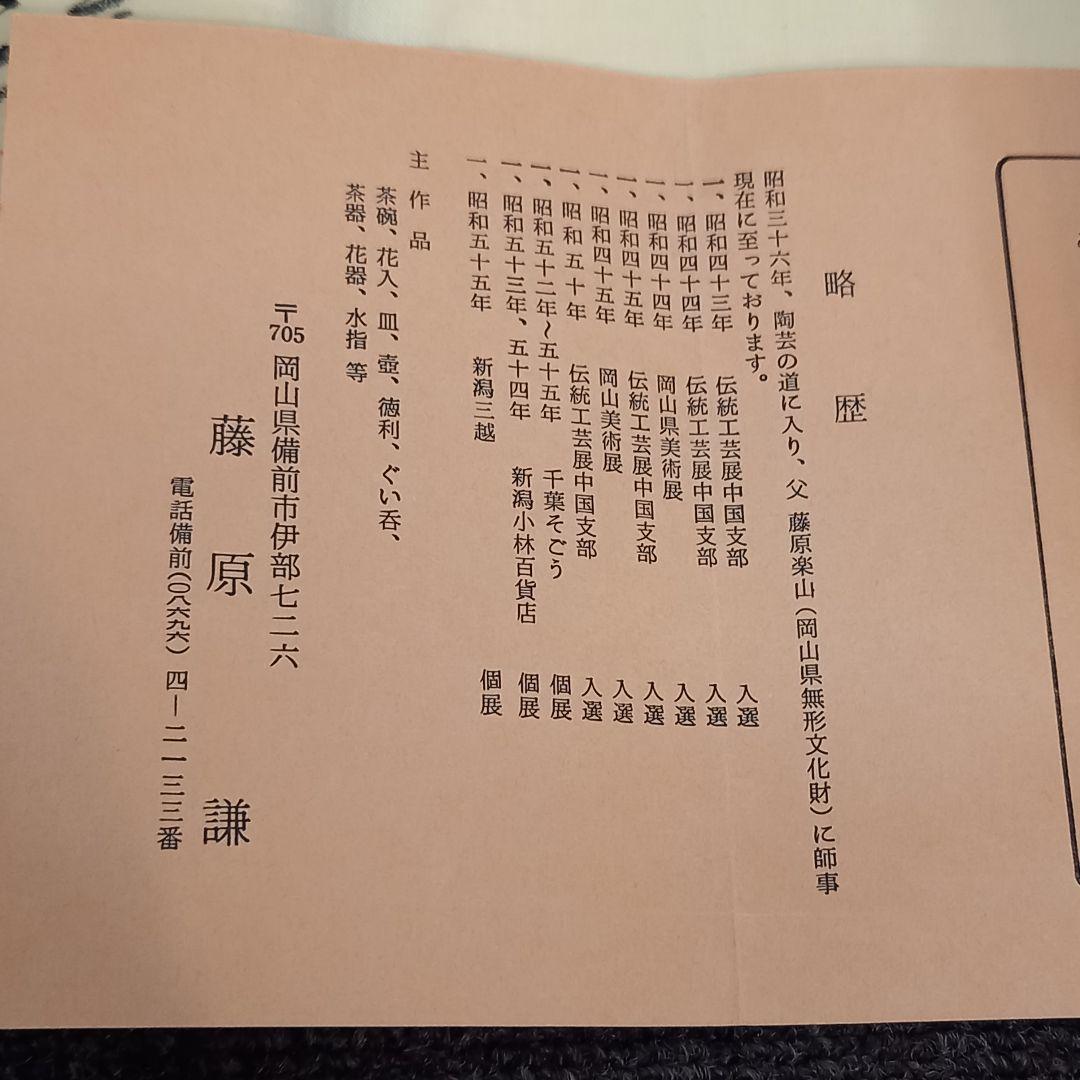 略歴
昭和三十六年、陶芸の道に入り、父 藤原楽山(岡山県無形文化財)に師事
現在に至っております。
一、昭和四十三年 伝統工芸展中国支部 入選
一、昭和四十四年 伝統工芸展中国支部 入選
一、昭和四十四年 岡山県美術展 入選
一、昭和四十五年 伝統工芸展中国支部 入選
一、昭和四十五年 岡山美術展 入選
一、昭和五十年 伝統工芸展中国支部 入選
一、昭和五十二年~五十五年 千葉そごう 個展
一、昭和五十三年、五十四年 新潟小林百貨店 個展
一、昭和五十五年 新潟三越 個展
主作品
茶碗、花入、皿、壺、徳利、ぐい呑、
茶器、花器、水指 等
〒705 岡山県備前市伊部七二六
藤原謙
電話備前(〇八六九六)四―二一三三番